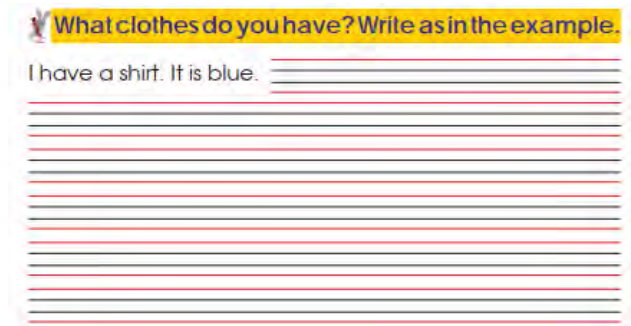 What clothes do you have? Write as in the example.
I have a shirt. It is blue.